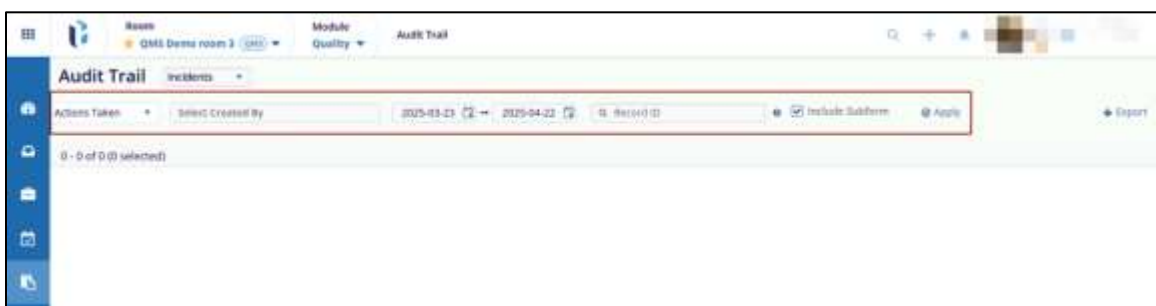 Room
Module
Audit Trail
QMS Demo room 3 QMS
Quality
Audit Trail Incidents
Actions Taken Select Created By 2025-03-23 → 2025-04-22 Record ID Include Subform Apply Export
0 - 0 of 0 (0 selected)